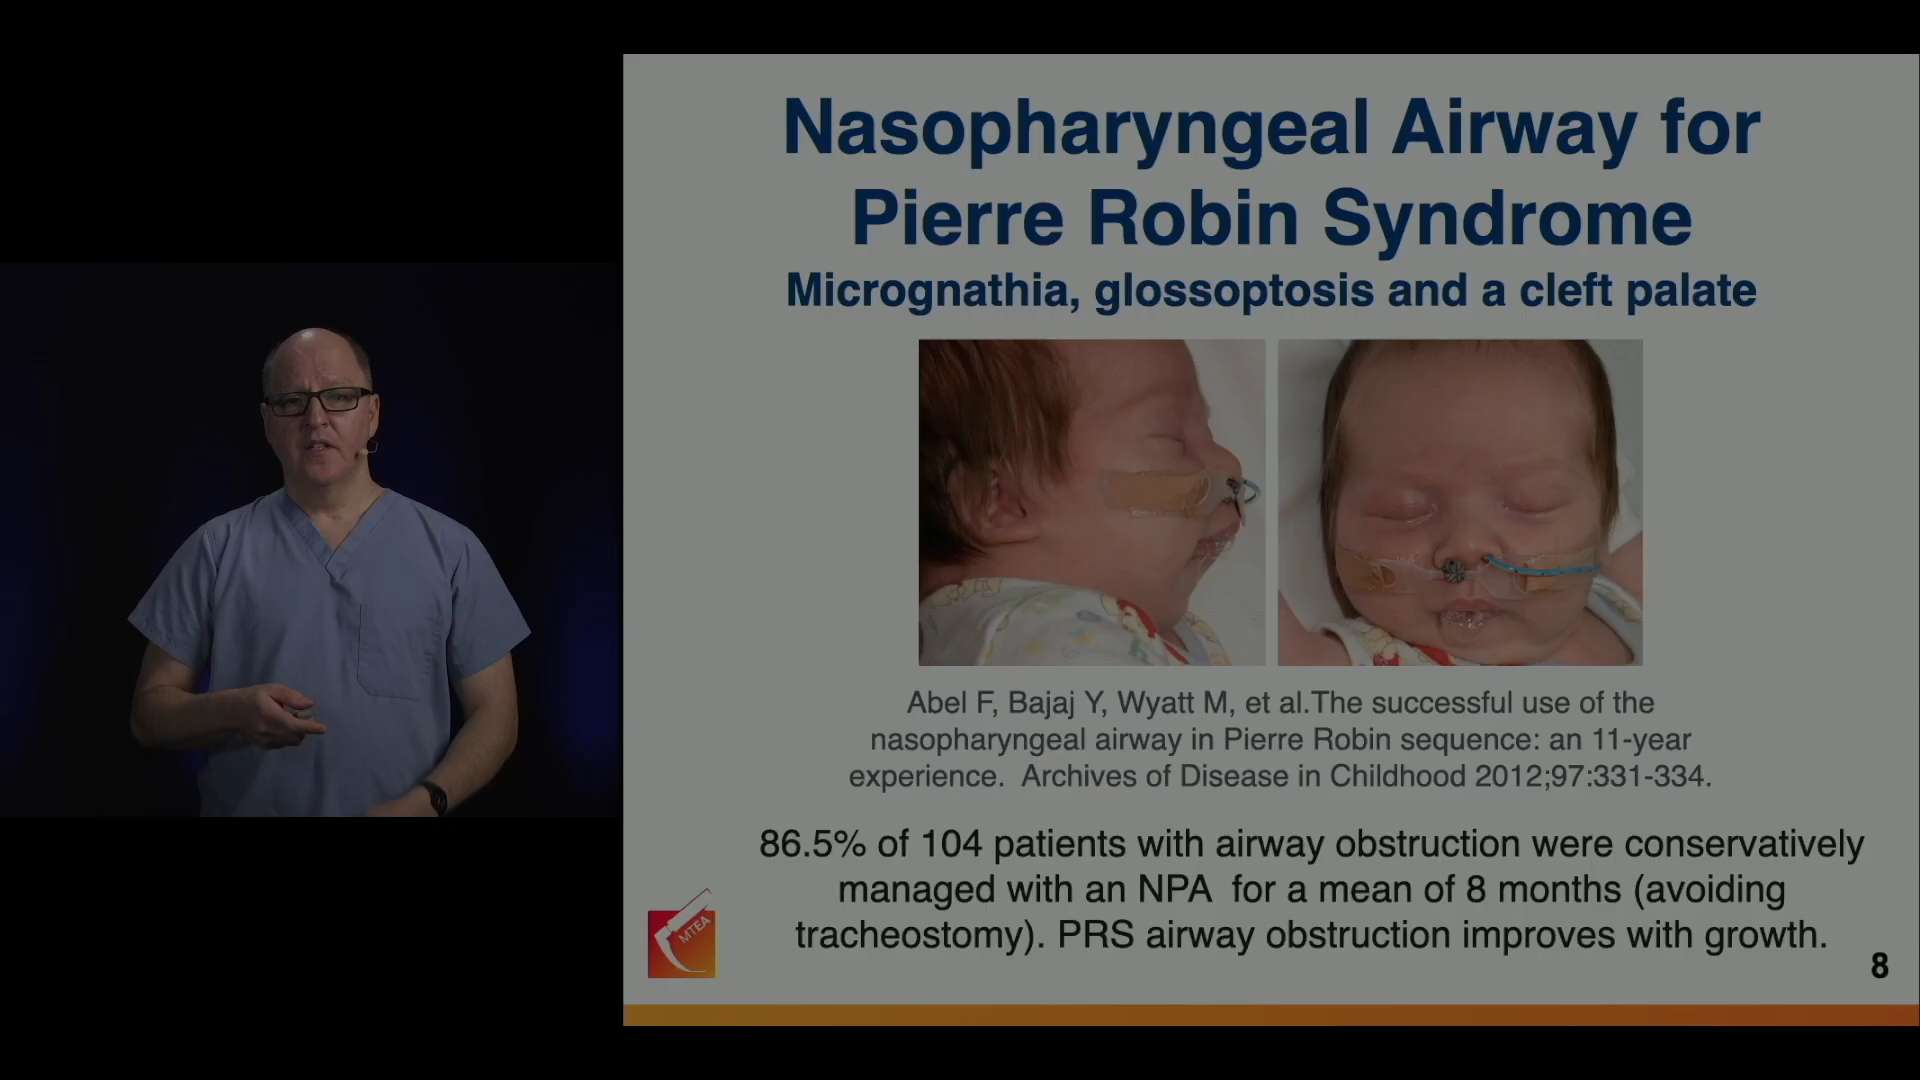 Nasopharyngeal Airway for
Pierre Robin Syndrome
Micrognathia, glossoptosis and a cleft palate
Abel F, Bajaj Y, Wyatt M, et al.The successful use of the
nasopharyngeal airway in Pierre Robin sequence: an 11-year
experience. Archives of Disease in Childhood 2012;97:331-334.
86.5% of 104 patients with airway obstruction were conservatively
managed with an NPA for a mean of 8 months (avoiding
tracheostomy). PRS airway obstruction improves with growth.
MTEA
8